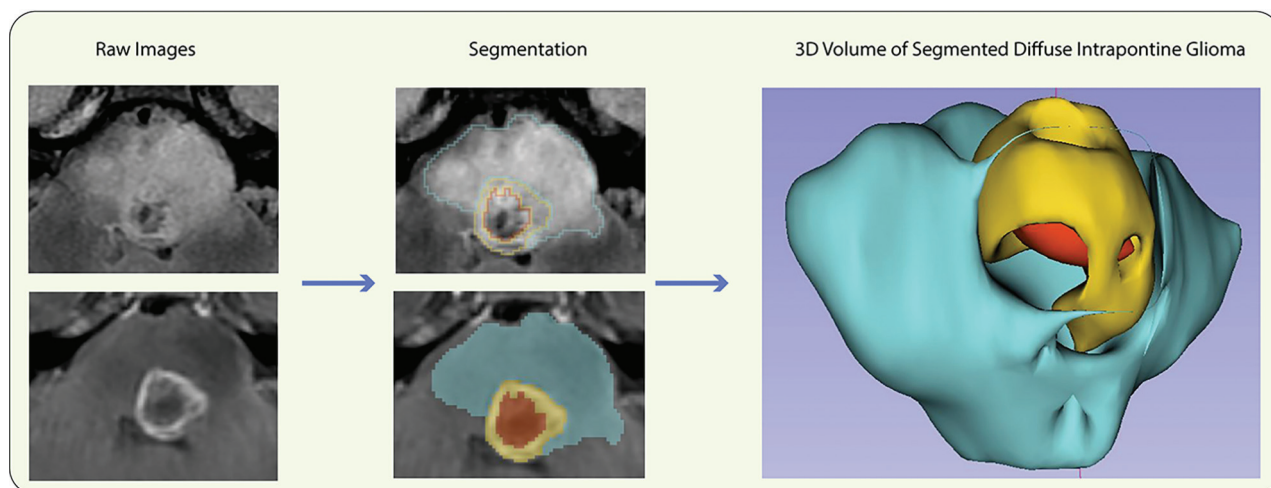 Raw Images
Segmentation
3D Volume of Segmented Diffuse Intrapontine Glioma